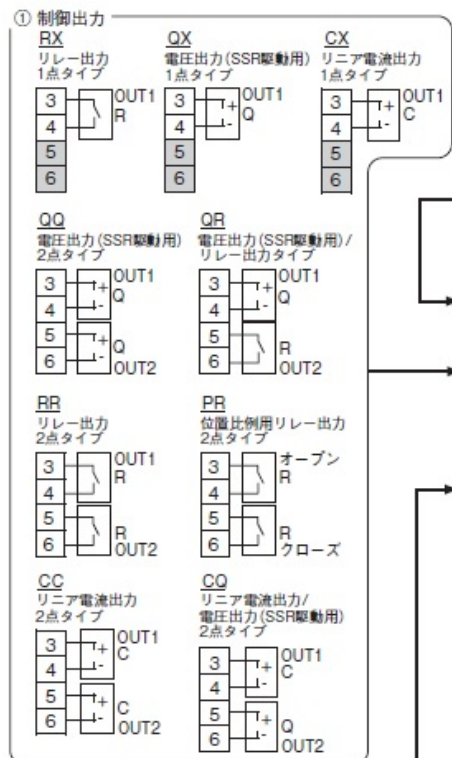 ① 制御出力
RX
リレー出力
1点タイプ
3
4
5
6
OUT1
R
QX
電圧出力(SSR駆動用)
1点タイプ
3
4
5
6
+
-
OUT1
Q
CX
リニア電流出力
1点タイプ
3
4
5
6
+
-
OUT1
C
QQ
電圧出力(SSR駆動用)
2点タイプ
3
4
5
6
+
-
OUT1
Q
+
-
Q
OUT2
QR
電圧出力(SSR駆動用)/
リレー出力タイプ
3
4
5
6
+
-
OUT1
Q
R
OUT2
RR
リレー出力
2点タイプ
3
4
5
6
OUT1
R
R
OUT2
PR
位置比例用リレー出力
2点タイプ
3
4
5
6
オープン
R
R
クローズ
CC
リニア電流出力
2点タイプ
3
4
5
6
+
-
OUT1
C
+
-
C
OUT2
CQ
リニア電流出力/
電圧出力(SSR駆動用)
2点タイプ
3
4
5
6
+
-
OUT1
C
+
-
Q
OUT2